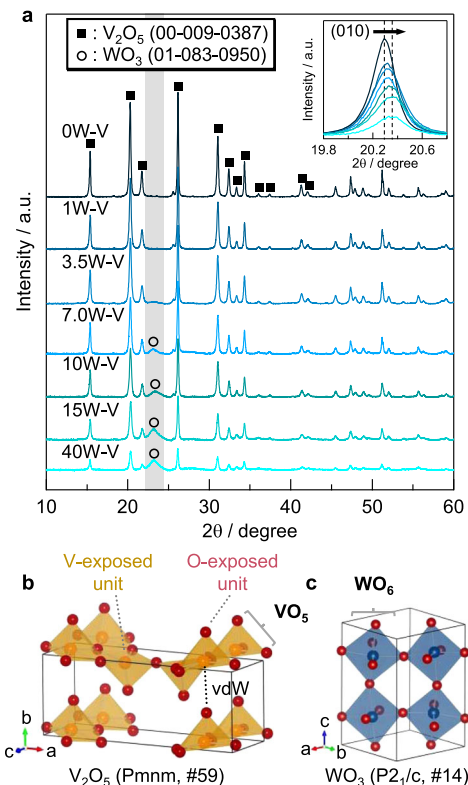 a
■ : V₂O₅ (00-009-0387)
○ : WO₃ (01-083-0950)
(010)
Intensity / a.u.
19.8 20.2 20.6
2θ / degree
0W-V
1W-V
3.5W-V
7.0W-V
10W-V
15W-V
40W-V
Intensity / a.u.
10 20 30 40 50 60
2θ / degree
V-exposed unit
O-exposed unit
b
VO₅
vdW
b
c
a
V₂O₅ (Pmnm, #59)
c
WO₆
c
a
b
WO₃ (P2₁/c, #14)